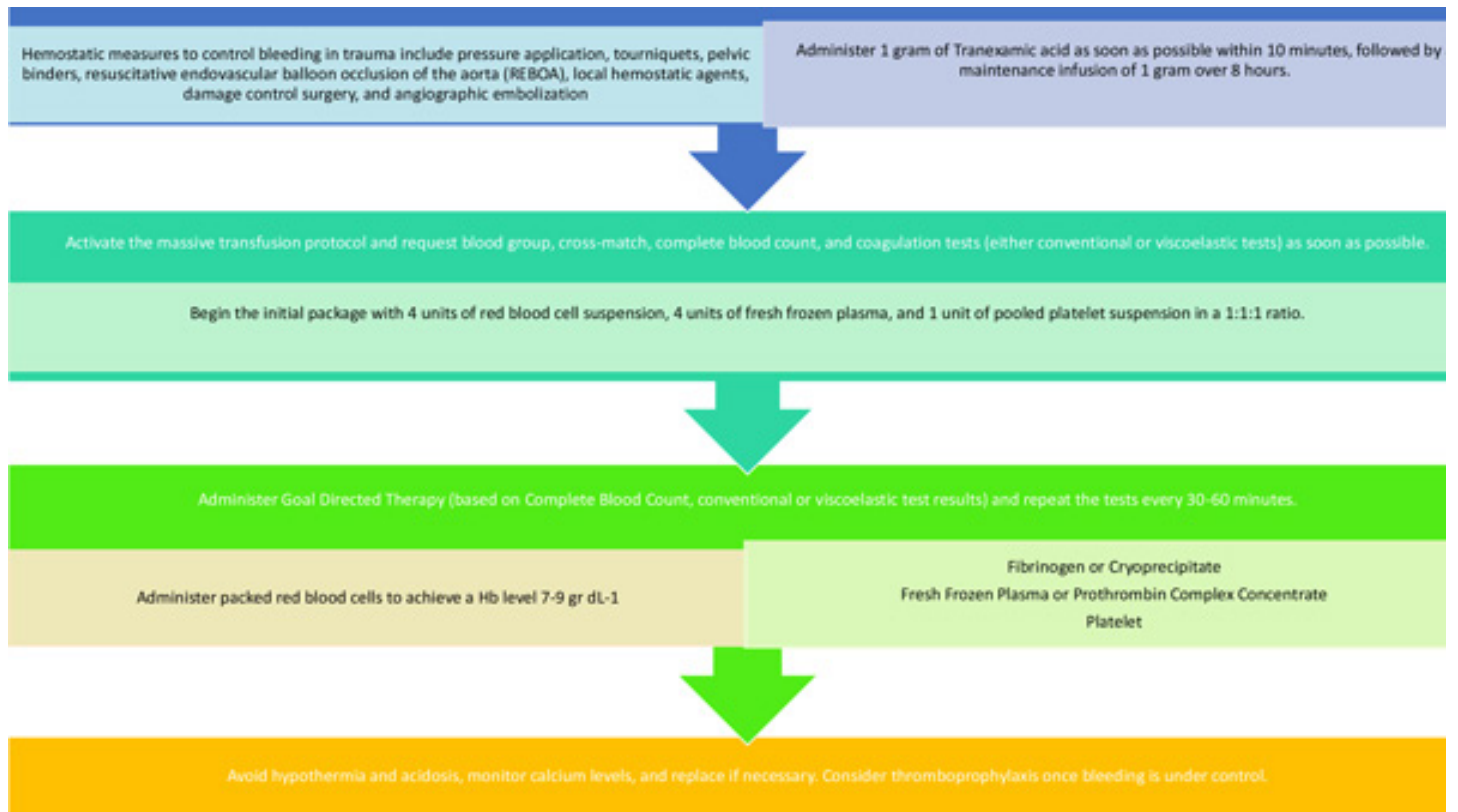 Hemostatic measures to control bleeding in trauma include pressure application, tourniquets, pelvic
binders, resuscitative endovascular balloon occlusion of the aorta (REBOA), local hemostatic agents,
damage control surgery, and angiographic embolization
Administer 1 gram of Tranexamic acid as soon as possible within 10 minutes, followed by
maintenance infusion of 1 gram over 8 hours.
Activate the massive transfusion protocol and request blood group, cross-match, complete blood count, and coagulation tests (either conventional or viscoelastic tests) as soon as possible.
Begin the initial package with 4 units of red blood cell suspension, 4 units of fresh frozen plasma, and 1 unit of pooled platelet suspension in a 1:1:1 ratio.
Administer Goal Directed Therapy (based on Complete Blood Count, conventional or viscoelastic test results) and repeat the tests every 30-60 minutes.
Administer packed red blood cells to achieve a Hb level 7-9 gr dL-1
Fibrinogen or Cryoprecipitate
Fresh Frozen Plasma or Prothrombin Complex Concentrate
Platelet
Avoid hypothermia and acidosis, monitor calcium levels, and replace if necessary. Consider thromboprophylaxis once bleeding is under control.